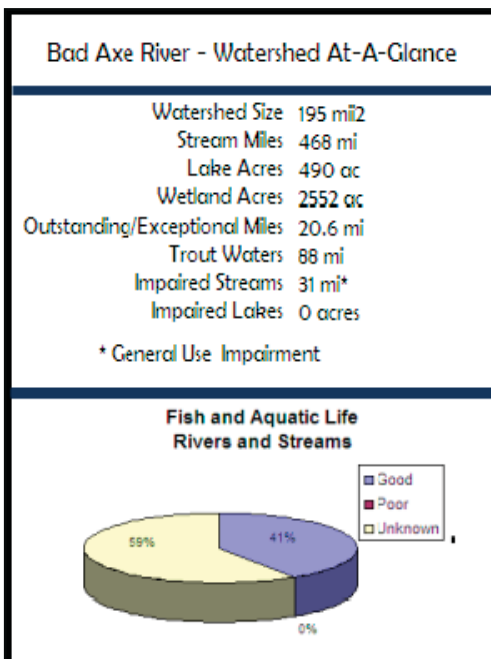 Bad Axe River - Watershed At-A-Glance
Watershed Size 195 mii2
Stream Miles 468 mi
Lake Acres 490 ac
Wetland Acres 2552 ac
Outstanding/Exceptional Miles 20.6 mi
Trout Waters 88 mi
Impaired Streams 31 mi*
Impaired Lakes 0 acres
* General Use Impairment
Fish and Aquatic Life
Rivers and Streams
Good
Poor
Unknown
59%
41%
0%